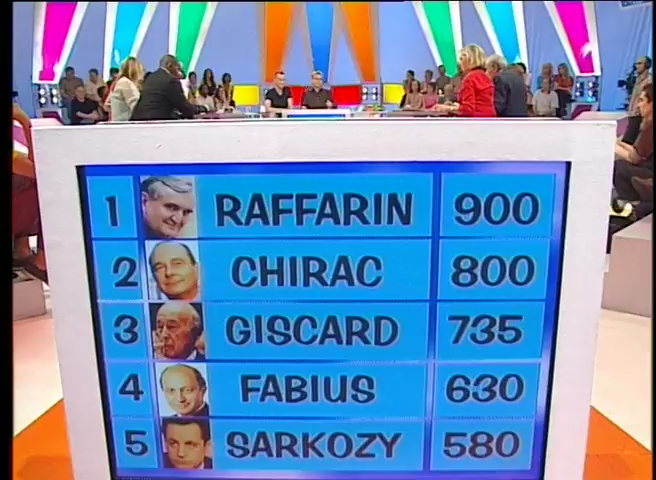 1 RAFFARIN 900
2 CHIRAC 800
3 GISCARD 735
4 FABIUS 630
5 SARKOZY 580